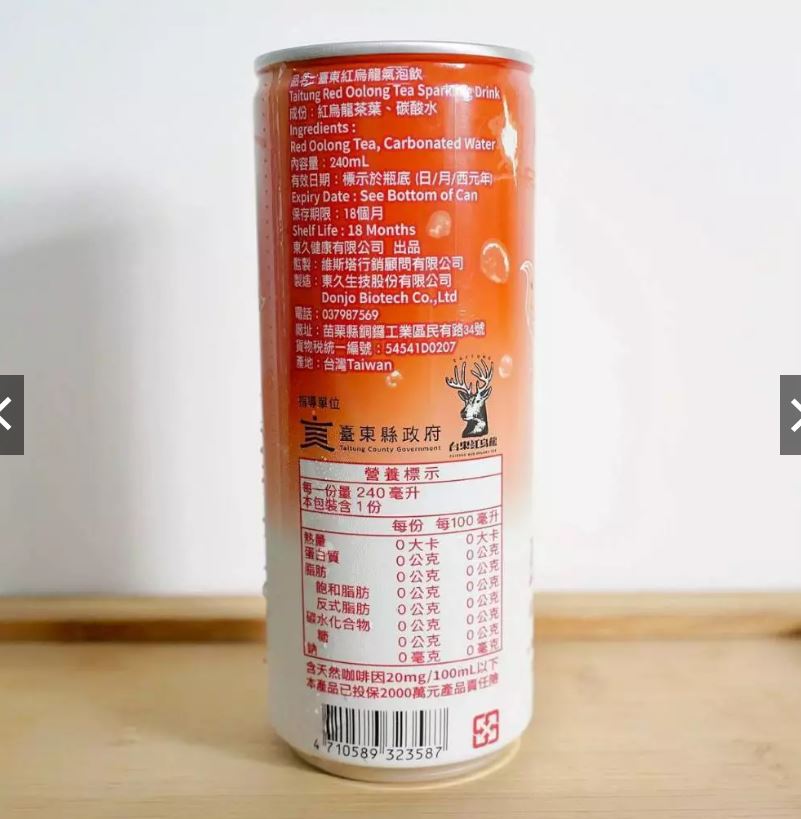 品名：臺東紅烏龍氣泡飲
Taitung Red Oolong Tea Sparkling Drink
成份：紅烏龍茶葉、碳酸水
Ingredients :
Red Oolong Tea, Carbonated Water
內容量：240mL
有效日期：標示於瓶底 (日/月/西元年)
Expiry Date : See Bottom of Can
保存期限：18個月
Shelf Life : 18 Months
東久健康有限公司 出品
監製：維斯塔行銷顧問有限公司
製造：東久生技股份有限公司
Donjo Biotech Co.,Ltd
電話：037987569
廠址：苗栗縣銅鑼工業區民有路34號
貨物稅統一編號：54541D0207
產地：台灣Taiwan
指導單位
臺東縣政府
Taitung County Government
TAITUNG
台東紅烏龍
營養標示
每一份量 240 毫升
本包裝含 1 份
每份 每100 毫升
熱量 0 大卡 0 大卡
蛋白質 0 公克 0 公克
脂肪 0 公克 0 公克
飽和脂肪 0 公克 0 公克
反式脂肪 0 公克 0 公克
碳水化合物 0 公克 0 公克
糖 0 公克 0 公克
鈉 0 毫克 0 毫克
含天然咖啡因20mg/100mL以下
本產品已投保2000萬元產品責任險
4 710589 323587